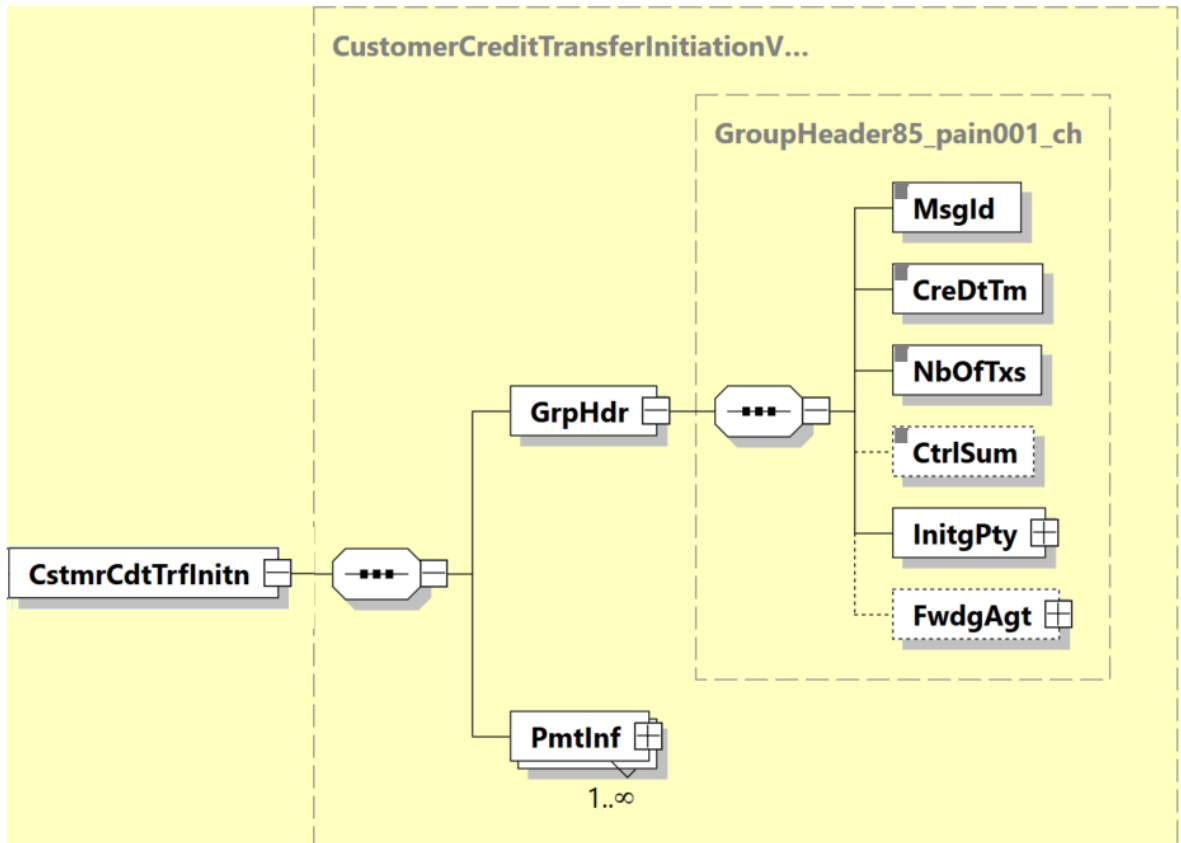 CustomerCreditTransferInitiationV...
GroupHeader85_pain001_ch
MsgId
CreDtTm
NbOfTxs
GrpHdr
CtrlSum
InitgPty
CstmrCdtTrfInitn
FwdgAgt
PmtInf
1..∞